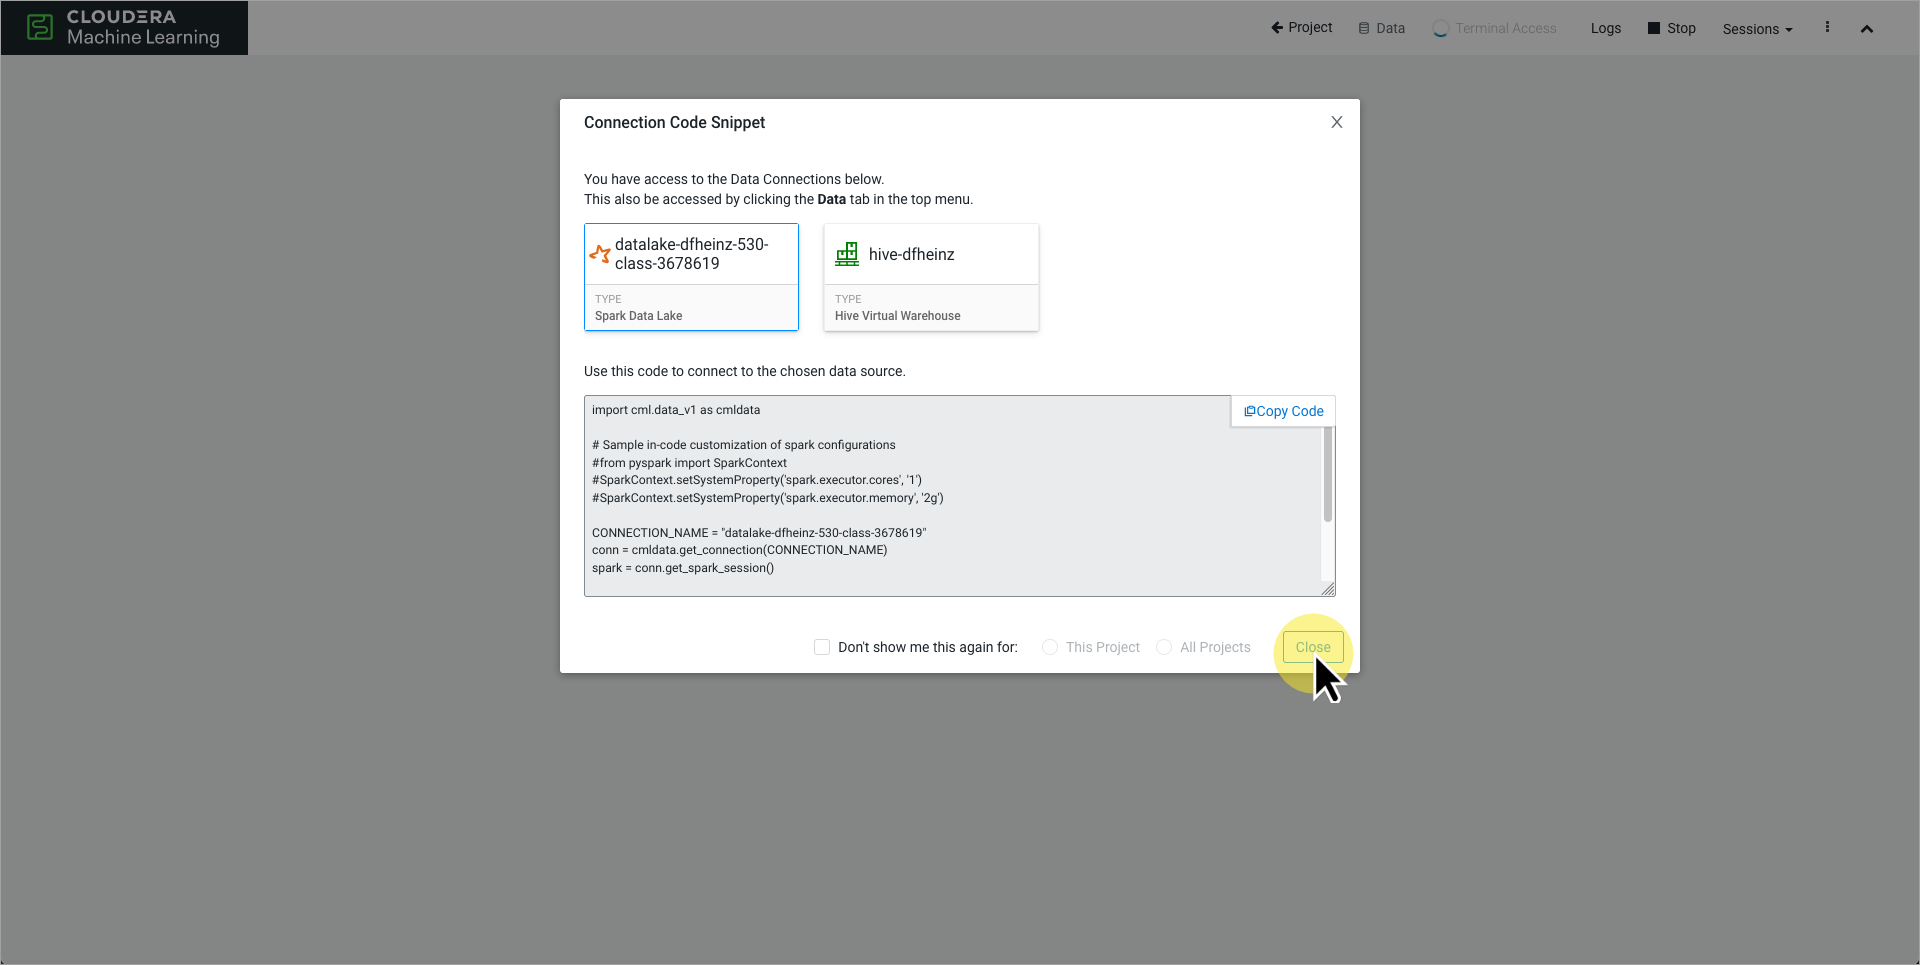 CLOUDERA
Machine Learning
Project
Data
Terminal Access
Logs
Stop
Sessions
Connection Code Snippet
You have access to the Data Connections below.
This also be accessed by clicking the Data tab in the top menu.
datalake-dfheinz-530-
class-3678619
TYPE
Spark Data Lake
hive-dfheinz
TYPE
Hive Virtual Warehouse
Use this code to connect to the chosen data source.
Copy Code
import cml.data_v1 as cmldata
# Sample in-code customization of spark configurations
#from pyspark import SparkContext
#SparkContext.setSystemProperty('spark.executor.cores', '1')
#SparkContext.setSystemProperty('spark.executor.memory', '2g')
CONNECTION_NAME = "datalake-dfheinz-530-class-3678619"
conn = cmldata.get_connection(CONNECTION_NAME)
spark = conn.get_spark_session()
Don't show me this again for:
This Project
All Projects
Close